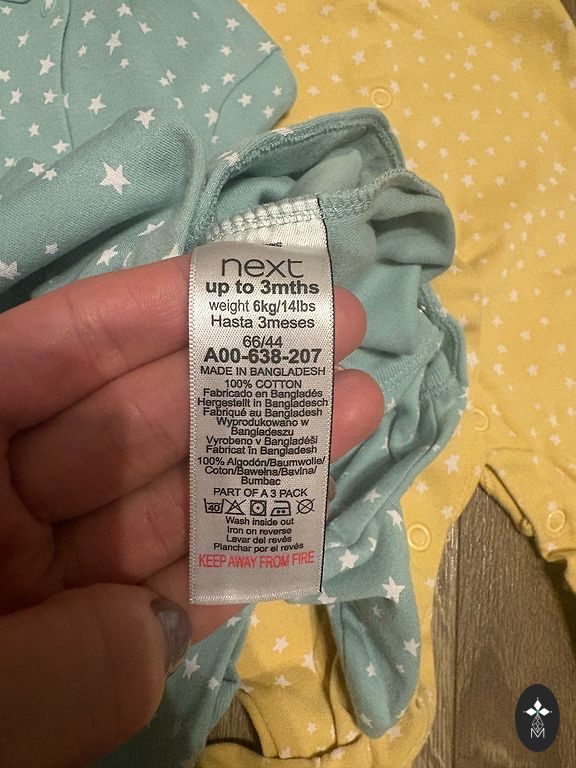 next
up to 3mths
weight 6kg/14lbs
Hasta 3meses
66/44
A00-638-207
MADE IN BANGLADESH
100% COTTON
Fabricado en Bangladés
Hergestellt in Bangladesch
Fabriqué au Bangladesh
Wyprodukowano w
Bangladeszu
Vyrobeno v Bangladéši
Fabricat în Bangladesh
100% Algodón/Baumwolle/
Coton/Bawełna/Bavlna/
Bumbac
PART OF A 3 PACK
40
Wash inside out
Iron on reverse
Lavar del revés
Planchar por el revés
KEEP AWAY FROM FIRE
M